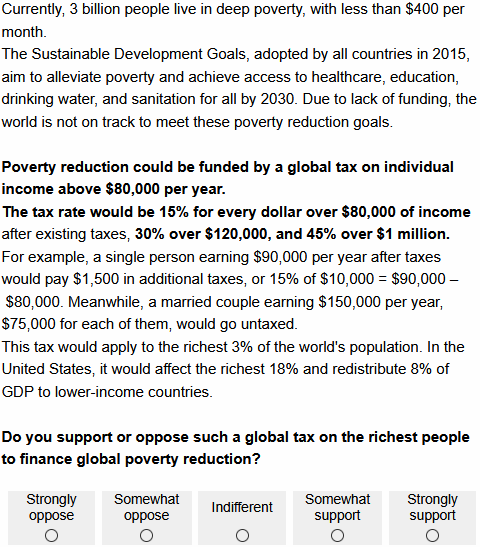 Currently, 3 billion people live in deep poverty, with less than $400 per
month.
The Sustainable Development Goals, adopted by all countries in 2015,
aim to alleviate poverty and achieve access to healthcare, education,
drinking water, and sanitation for all by 2030. Due to lack of funding, the
world is not on track to meet these poverty reduction goals.
Poverty reduction could be funded by a global tax on individual
income above $80,000 per year.
The tax rate would be 15% for every dollar over $80,000 of income
after existing taxes, 30% over $120,000, and 45% over $1 million.
For example, a single person earning $90,000 per year after taxes
would pay $1,500 in additional taxes, or 15% of $10,000 = $90,000 –
$80,000. Meanwhile, a married couple earning $150,000 per year,
$75,000 for each of them, would go untaxed.
This tax would apply to the richest 3% of the world's population. In the
United States, it would affect the richest 18% and redistribute 8% of
GDP to lower-income countries.
Do you support or oppose such a global tax on the richest people
to finance global poverty reduction?
Strongly oppose
Somewhat oppose
Indifferent
Somewhat support
Strongly support